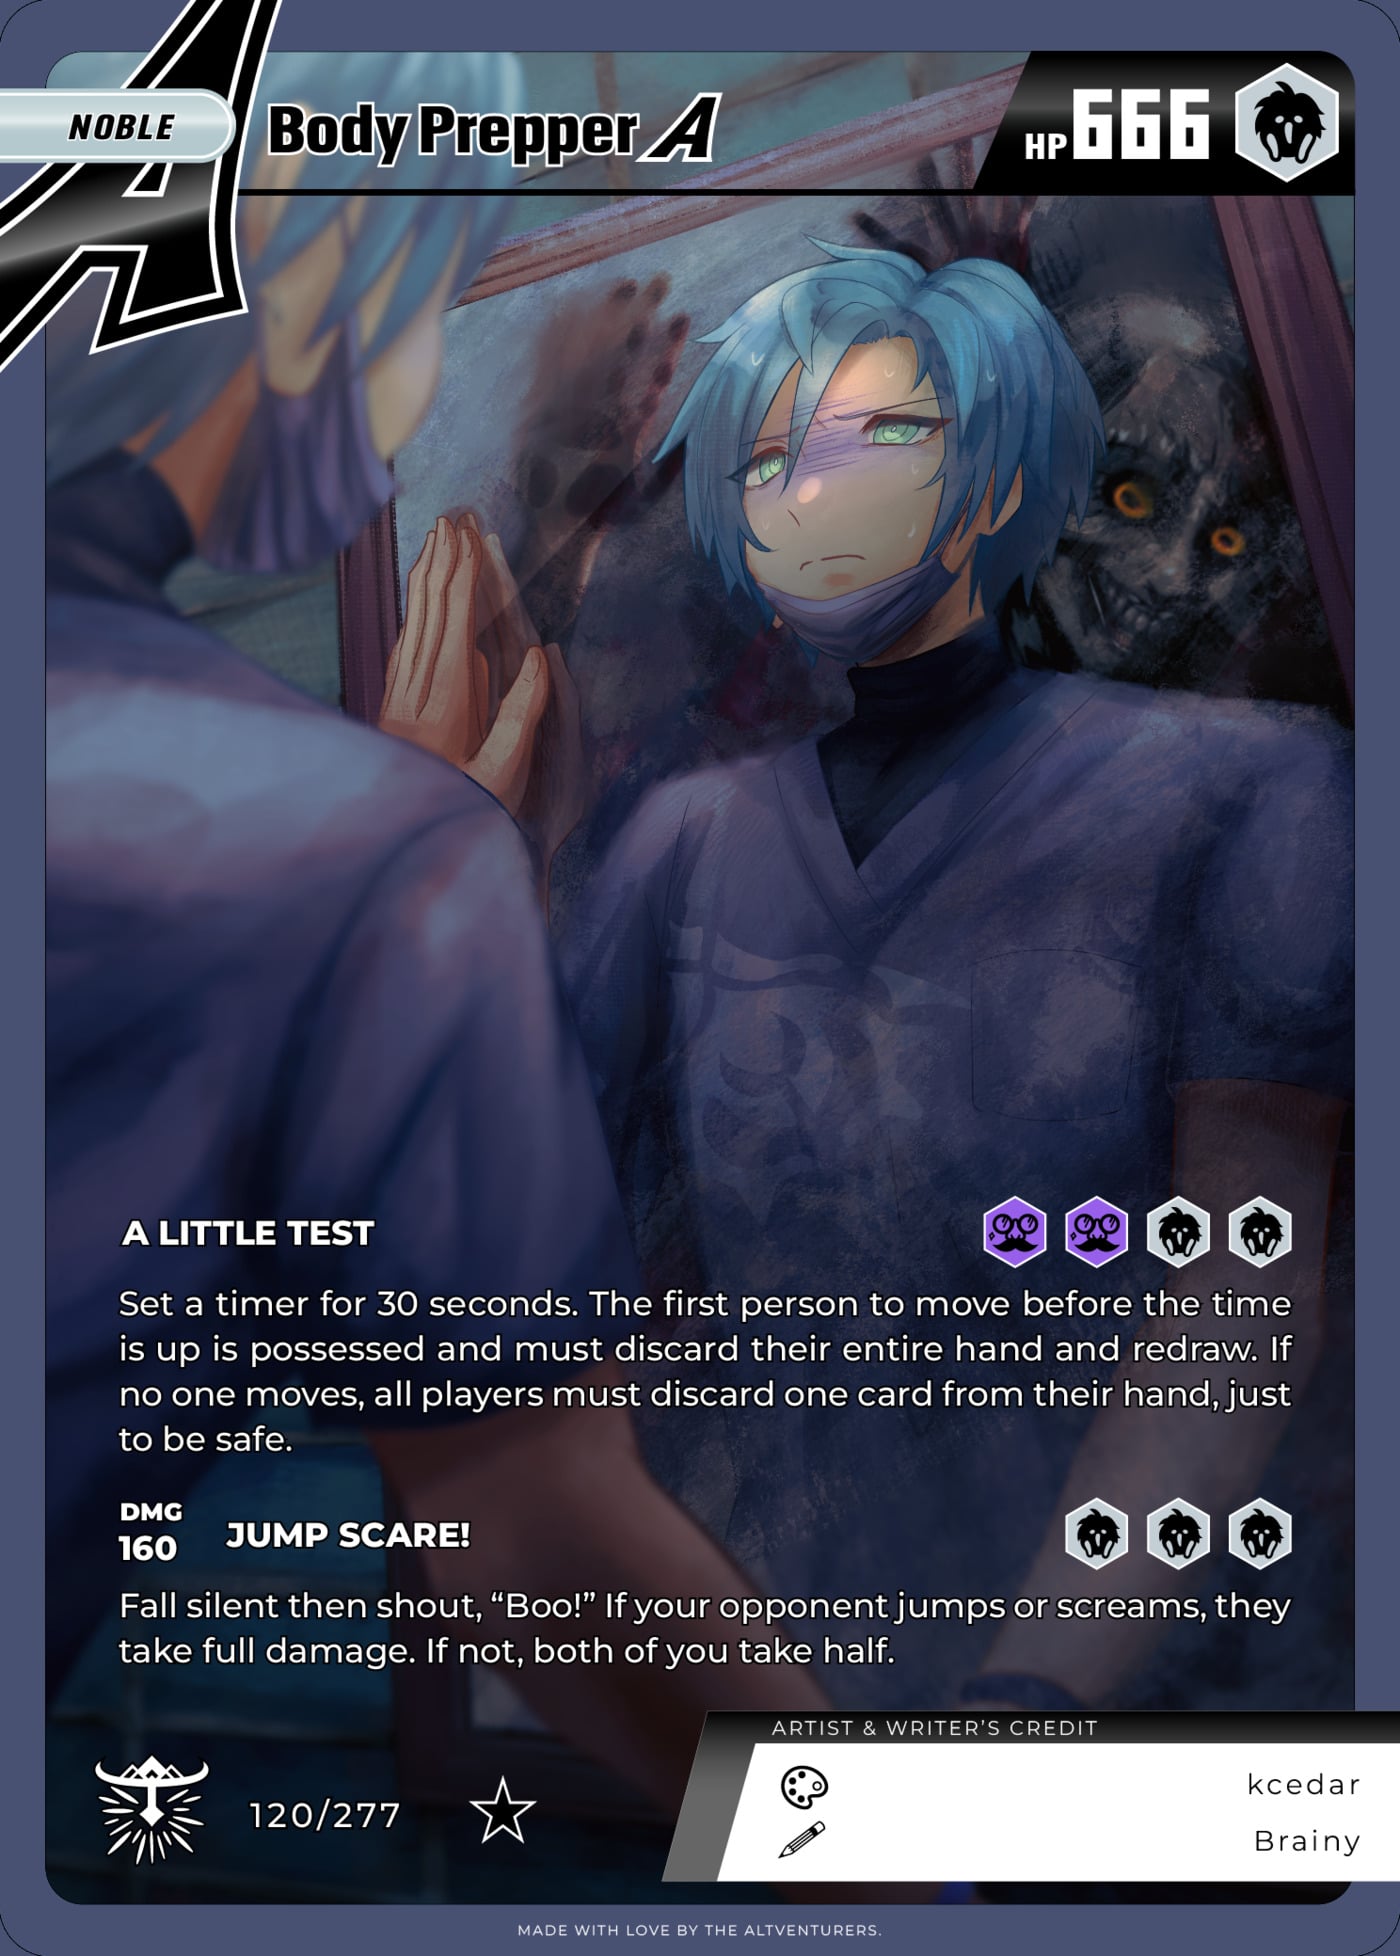 NOBLE
Body Prepper A
HP 666
A LITTLE TEST
Set a timer for 30 seconds. The first person to move before the time
is up is possessed and must discard their entire hand and redraw. If
no one moves, all players must discard one card from their hand, just
to be safe.
DMG
160
JUMP SCARE!
Fall silent then shout, “Boo!” If your opponent jumps or screams, they
take full damage. If not, both of you take half.
ARTIST & WRITER’S CREDIT
kcedar
120/277
Brainy
MADE WITH LOVE BY THE ALTVENTURERS.